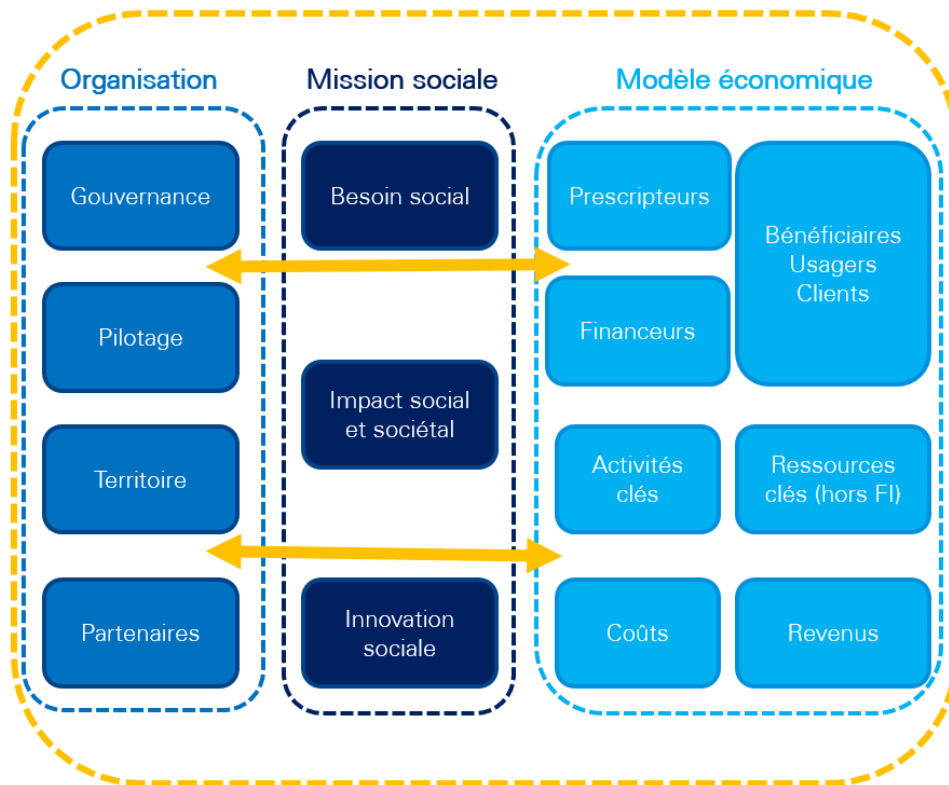 Organisation
Mission sociale
Modèle économique
Gouvernance
Pilotage
Territoire
Partenaires
Besoin social
Impact social
et sociétal
Innovation
sociale
Prescripteurs
Bénéficiaires
Usagers
Clients
Financeurs
Activités
clés
Ressources
clés (hors FI)
Coûts
Revenus